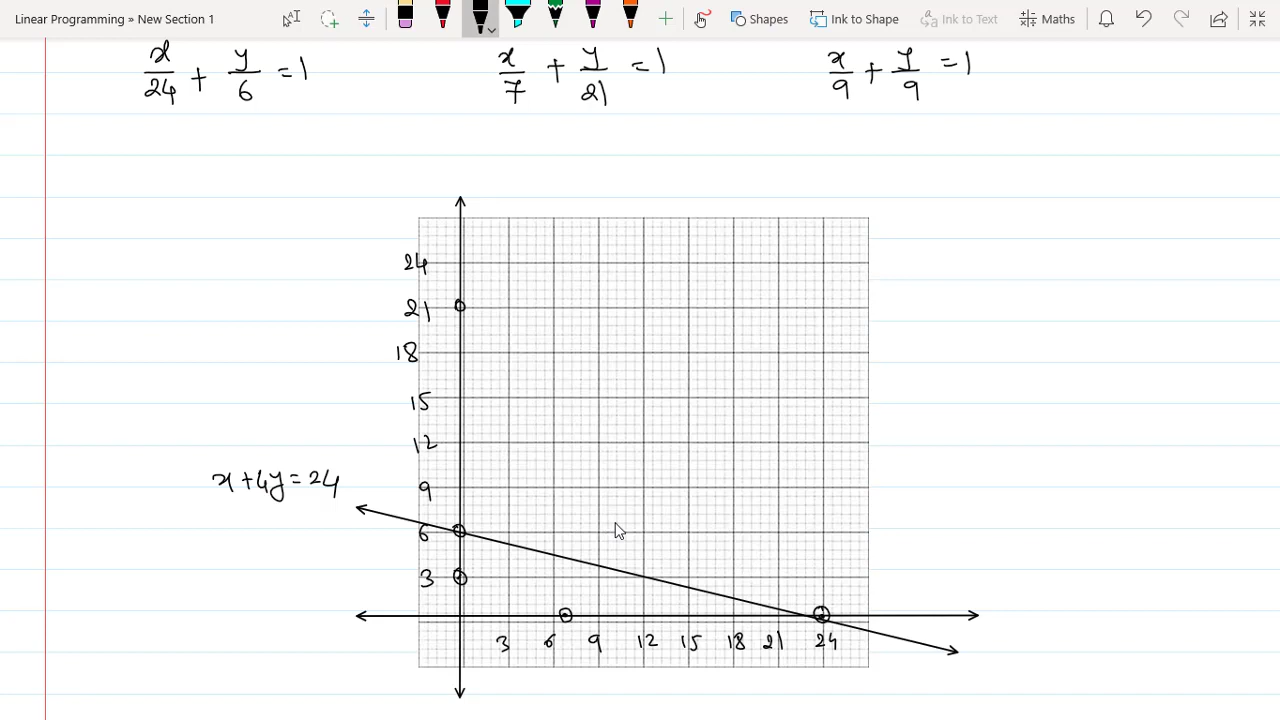 Linear Programming » New Section 1 Shapes Ink to Shape Ink to Text Maths
x/24 + y/6 = 1 x/7 + y/21 = 1 x/9 + y/9 = 1
24
21
18
15
12
x + 4y = 24
9
6
3
3 6 9 12 15 18 21 24